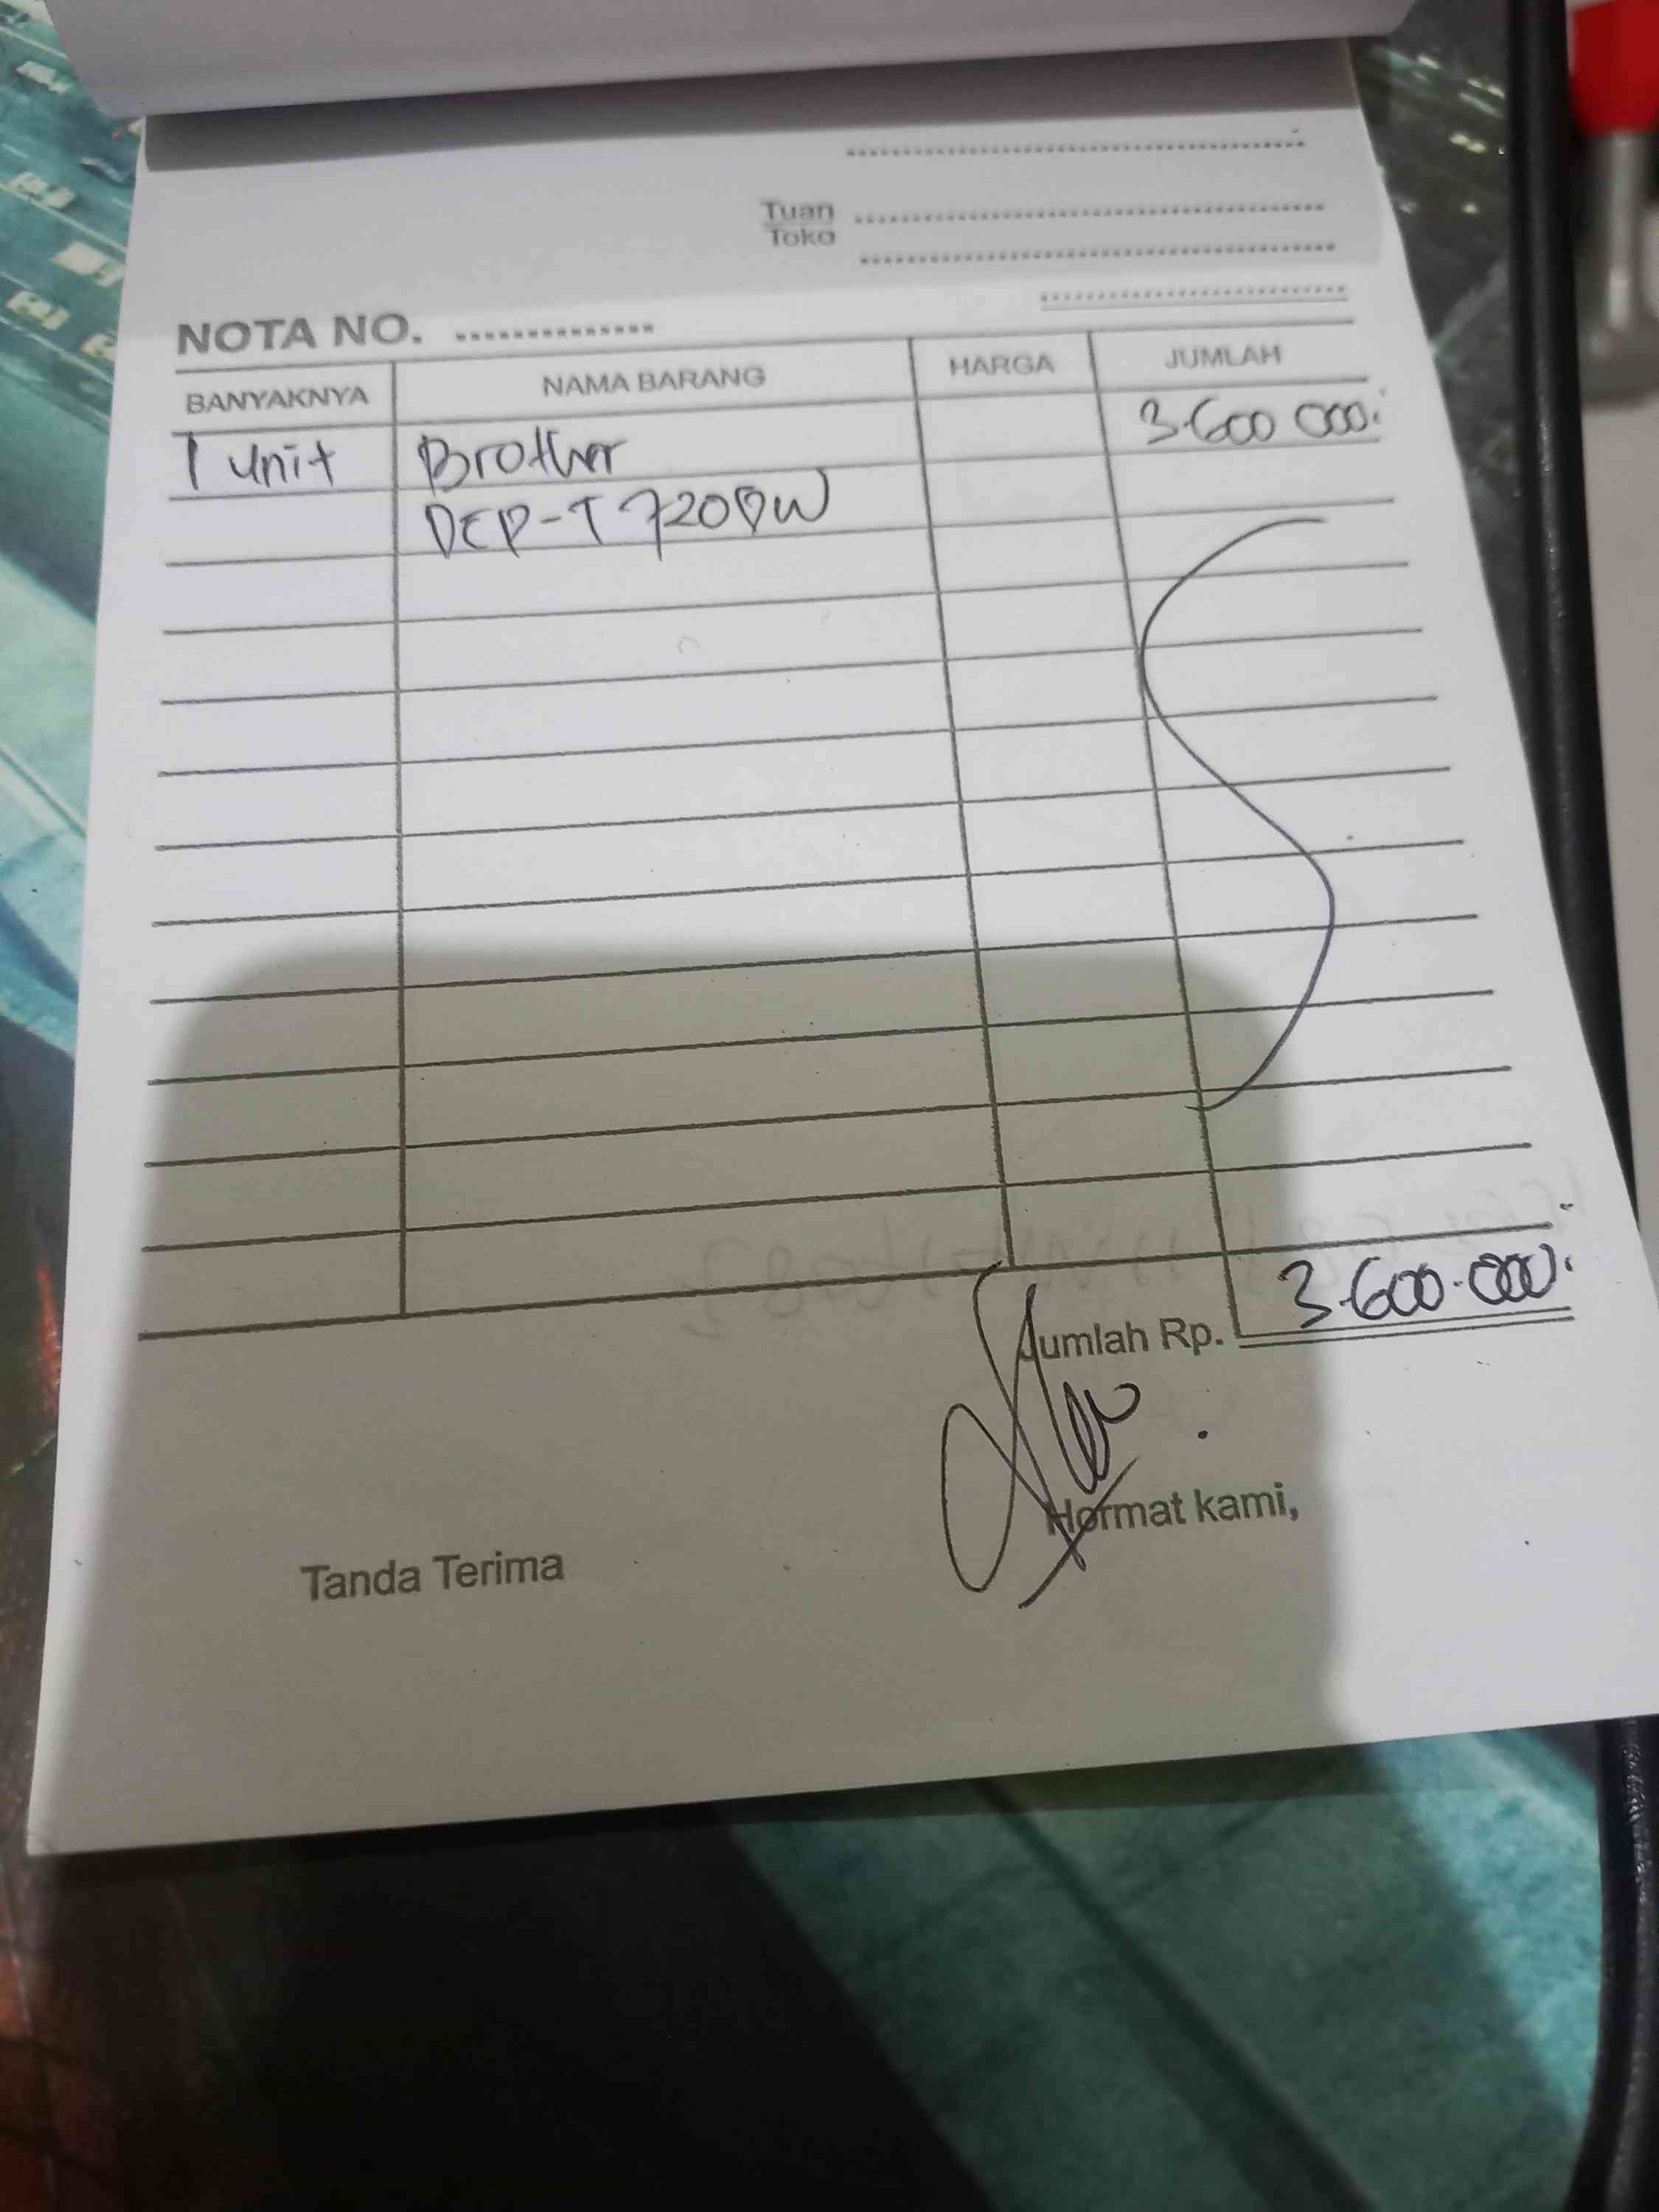 Tuan
Toko
NOTA NO.
BANYAKNYA NAMA BARANG HARGA JUMLAH
1 unit Brother 3.600 000.
DCP-T720DW
Jumlah Rp. 3.600.000.
Tanda Terima Hormat kami,